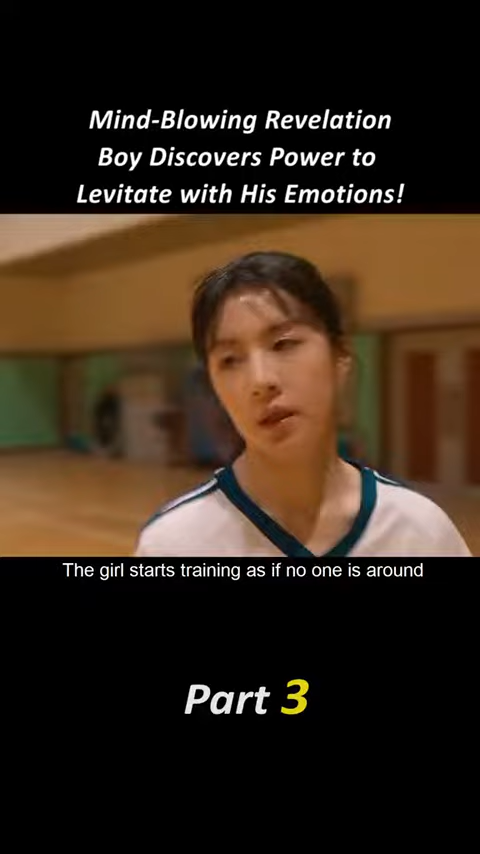 Mind-Blowing Revelation
Boy Discovers Power to
Levitate with His Emotions!
The girl starts training as if no one is around
Part 3